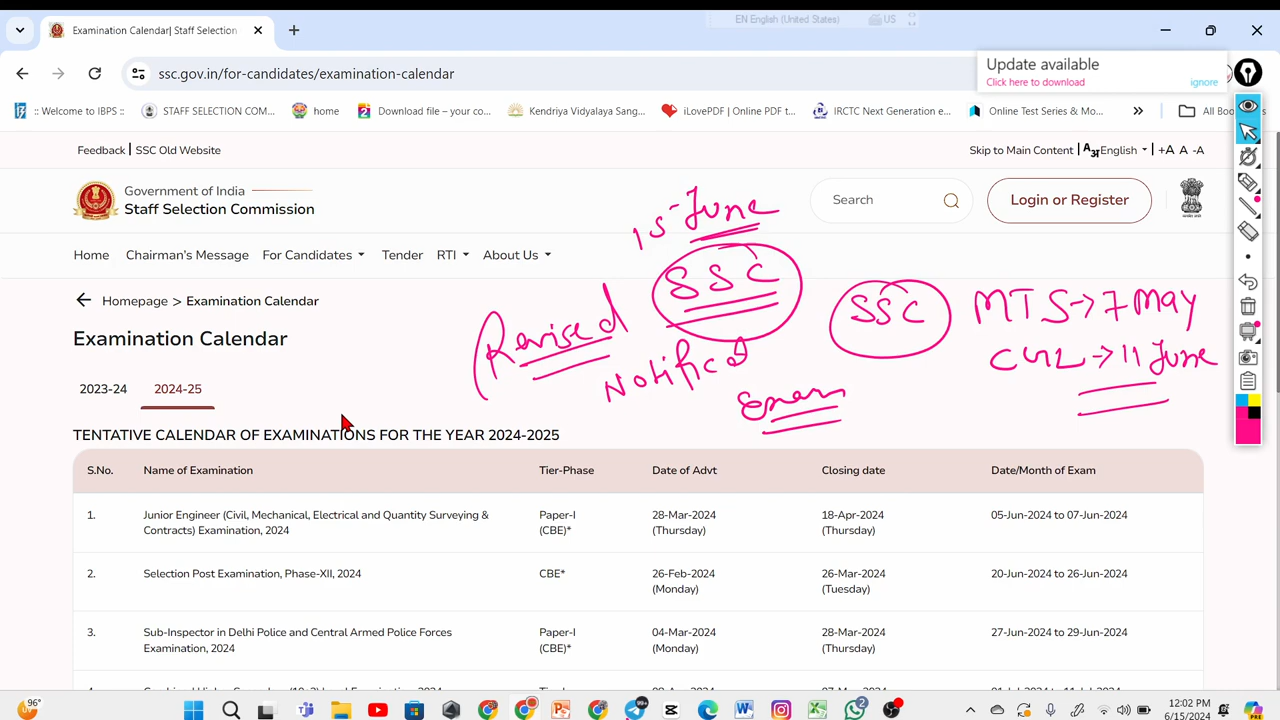 EN English (United States) US
Examination Calendar| Staff Selection
ssc.gov.in/for-candidates/examination-calendar
Update available
Click here to download ignore
:: Welcome to IBPS :: STAFF SELECTION COM... home Download file – your co... Kendriya Vidyalaya Sang... iLovePDF | Online PDF t... IRCTC Next Generation e... Online Test Series & Mo... » All Bo
Feedback | SSC Old Website Skip to Main Content | English | +A A -A
Government of India
Staff Selection Commission
Search
Login or Register
Home Chairman's Message For Candidates Tender RTI About Us
Homepage > Examination Calendar
Examination Calendar
2023-24 2024-25
15 June
SSC
Revised
Notificd
Exam
SSC MTS→7 May
CGL→11 June
TENTATIVE CALENDAR OF EXAMINATIONS FOR THE YEAR 2024-2025
S.No. Name of Examination Tier-Phase Date of Advt Closing date Date/Month of Exam
1. Junior Engineer (Civil, Mechanical, Electrical and Quantity Surveying & Paper-I 28-Mar-2024 18-Apr-2024 05-Jun-2024 to 07-Jun-2024
Contracts) Examination, 2024 (CBE)* (Thursday) (Thursday)
2. Selection Post Examination, Phase-XII, 2024 CBE* 26-Feb-2024 26-Mar-2024 20-Jun-2024 to 26-Jun-2024
(Monday) (Tuesday)
3. Sub-Inspector in Delhi Police and Central Armed Police Forces Paper-I 04-Mar-2024 28-Mar-2024 27-Jun-2024 to 29-Jun-2024
Examination, 2024 (CBE)* (Monday) (Thursday)
96°
99+
2
12:02 PM
6/15/2024